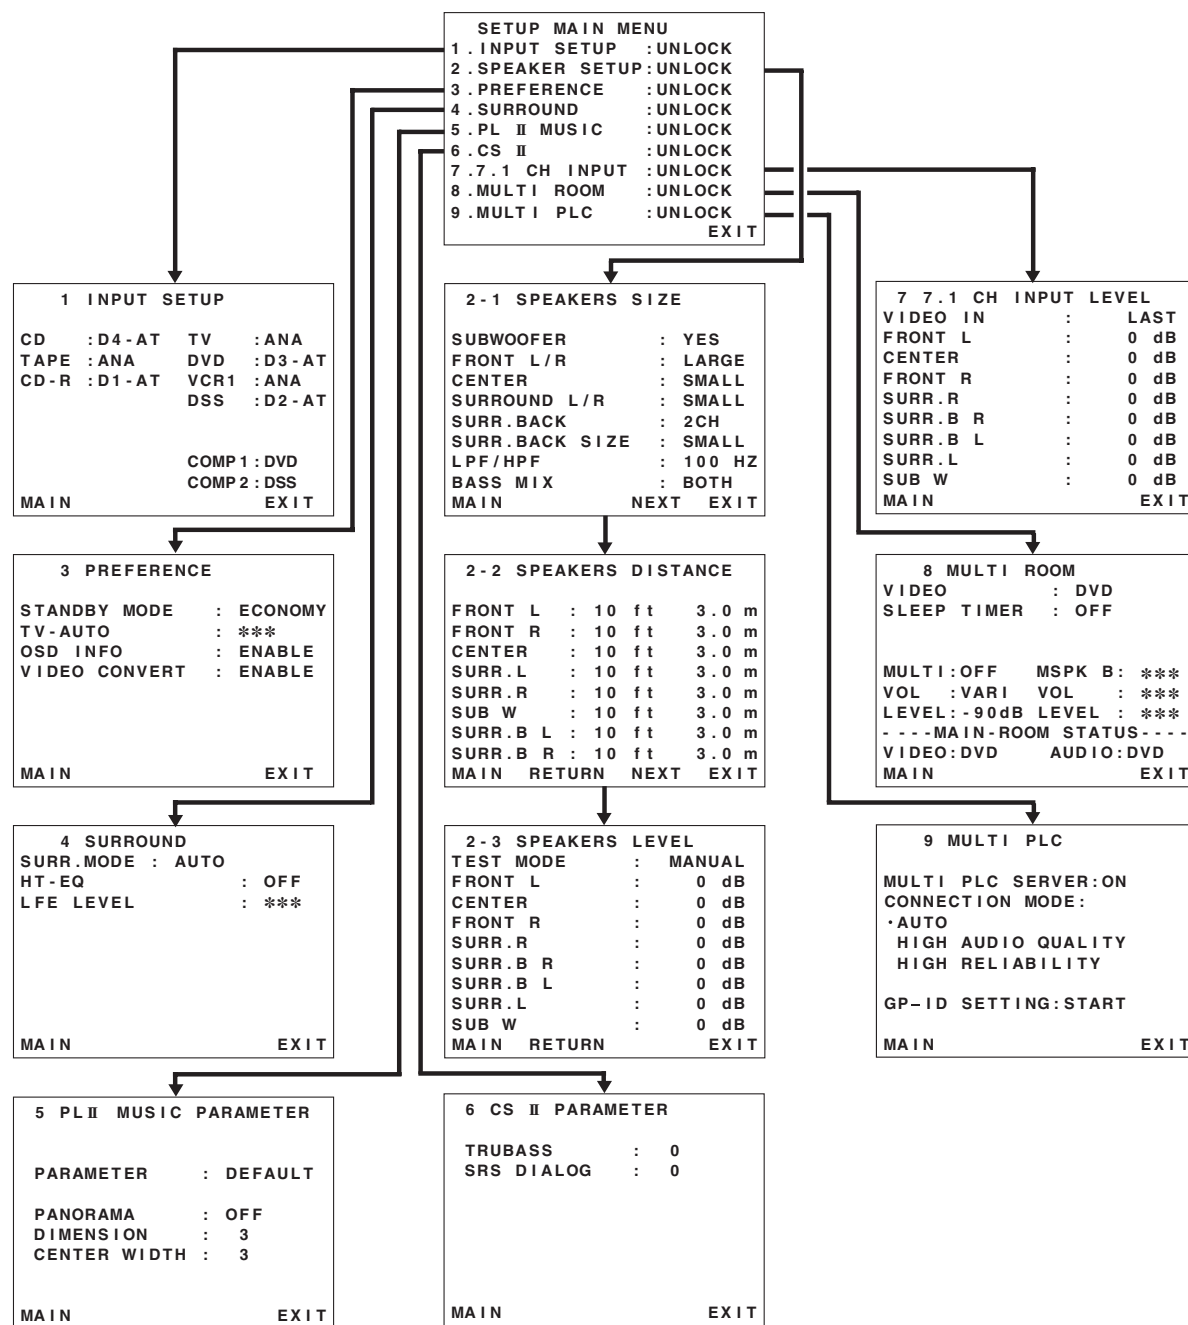 SETUP MAIN MENU
1.INPUT SETUP :UNLOCK
2.SPEAKER SETUP:UNLOCK
3.PREFERENCE :UNLOCK
4.SURROUND :UNLOCK
5.PL II MUSIC :UNLOCK
6.CS II :UNLOCK
7.7.1 CH INPUT :UNLOCK
8.MULTI ROOM :UNLOCK
9.MULTI PLC :UNLOCK
EXIT
1 INPUT SETUP
CD :D4-AT TV :ANA
TAPE :ANA DVD :D3-AT
CD-R :D1-AT VCR1 :ANA
DSS :D2-AT
COMP1:DVD
COMP2:DSS
MAIN EXIT
2-1 SPEAKERS SIZE
SUBWOOFER : YES
FRONT L/R : LARGE
CENTER : SMALL
SURROUND L/R : SMALL
SURR.BACK : 2CH
SURR.BACK SIZE : SMALL
LPF/HPF : 100 HZ
BASS MIX : BOTH
MAIN NEXT EXIT
7 7.1 CH INPUT LEVEL
VIDEO IN : LAST
FRONT L : 0 dB
CENTER : 0 dB
FRONT R : 0 dB
SURR.R : 0 dB
SURR.B R : 0 dB
SURR.B L : 0 dB
SURR.L : 0 dB
SUB W : 0 dB
MAIN EXIT
3 PREFERENCE
STANDBY MODE : ECONOMY
TV-AUTO : ***
OSD INFO : ENABLE
VIDEO CONVERT : ENABLE
MAIN EXIT
2-2 SPEAKERS DISTANCE
FRONT L : 10 ft 3.0 m
FRONT R : 10 ft 3.0 m
CENTER : 10 ft 3.0 m
SURR.L : 10 ft 3.0 m
SURR.R : 10 ft 3.0 m
SUB W : 10 ft 3.0 m
SURR.B L : 10 ft 3.0 m
SURR.B R : 10 ft 3.0 m
MAIN RETURN NEXT EXIT
8 MULTI ROOM
VIDEO : DVD
SLEEP TIMER : OFF
MULTI:OFF MSPK B: ***
VOL :VARI VOL : ***
LEVEL:-90dB LEVEL : ***
----MAIN-ROOM STATUS----
VIDEO:DVD AUDIO:DVD
MAIN EXIT
4 SURROUND
SURR.MODE : AUTO
HT-EQ : OFF
LFE LEVEL : ***
MAIN EXIT
2-3 SPEAKERS LEVEL
TEST MODE : MANUAL
FRONT L : 0 dB
CENTER : 0 dB
FRONT R : 0 dB
SURR.R : 0 dB
SURR.B R : 0 dB
SURR.B L : 0 dB
SURR.L : 0 dB
SUB W : 0 dB
MAIN RETURN EXIT
9 MULTI PLC
MULTI PLC SERVER:ON
CONNECTION MODE:
·AUTO
HIGH AUDIO QUALITY
HIGH RELIABILITY
GP–ID SETTING:START
MAIN EXIT
5 PLII MUSIC PARAMETER
PARAMETER : DEFAULT
PANORAMA : OFF
DIMENSION : 3
CENTER WIDTH : 3
MAIN EXIT
6 CS II PARAMETER
TRUBASS : 0
SRS DIALOG : 0
MAIN EXIT